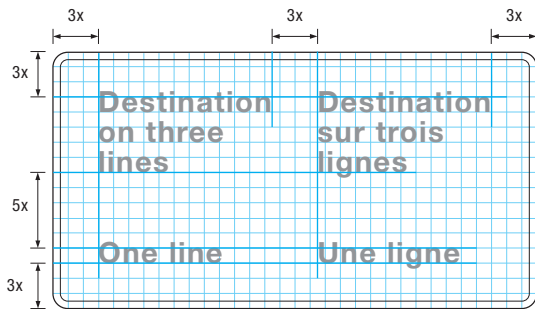 3x 3x 3x
3x
Destination
on three
lines
Destination
sur trois
lignes
5x
One line
Une ligne
3x